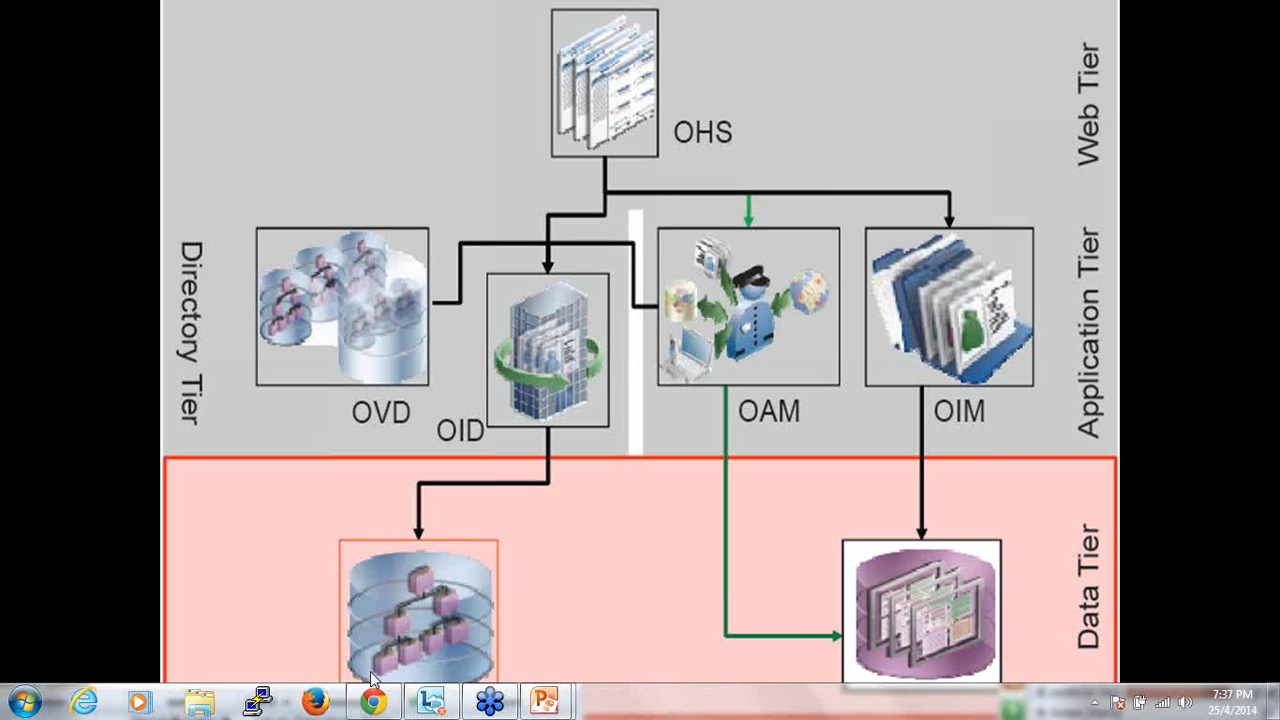 OHS
Web Tier
Directory Tier
OVD
OID
OAM
OIM
Application Tier
Data Tier
7:37 PM
25/4/2014